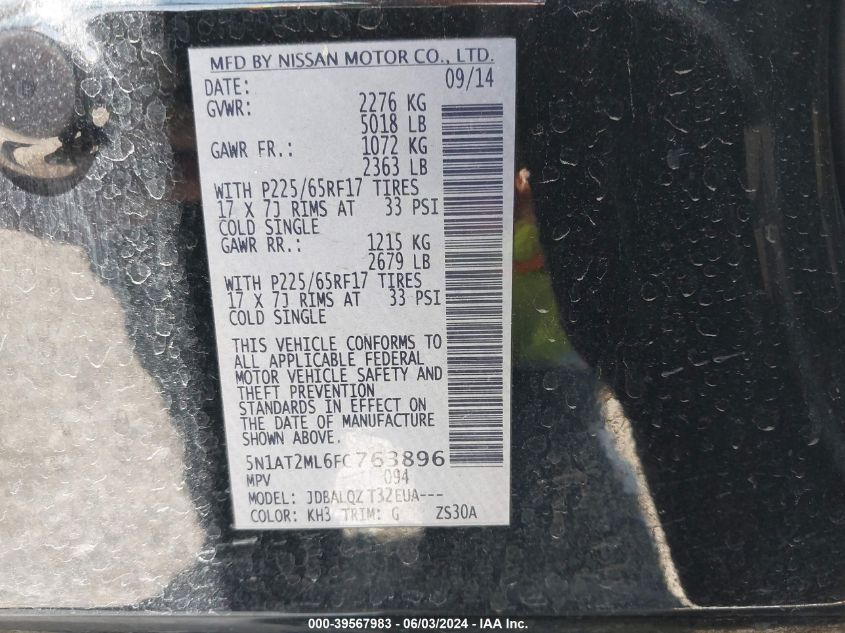 MFD BY NISSAN MOTOR CO., LTD.
DATE: 09/14
GVWR: 2276 KG
5018 LB
GAWR FR.: 1072 KG
2363 LB
WITH P225/65RF17 TIRES
17 X 7J RIMS AT 33 PSI
COLD SINGLE
GAWR RR.: 1215 KG
2679 LB
WITH P225/65RF17 TIRES
17 X 7J RIMS AT 33 PSI
COLD SINGLE
THIS VEHICLE CONFORMS TO
ALL APPLICABLE FEDERAL
MOTOR VEHICLE SAFETY AND
THEFT PREVENTION
STANDARDS IN EFFECT ON
THE DATE OF MANUFACTURE
SHOWN ABOVE.
5N1AT2ML6FC763896
MPV 094
MODEL: JDBALQZ T32EUA---
COLOR: KH3 TRIM: G ZS30A
000-39567983 - 06/03/2024 - IAA Inc.